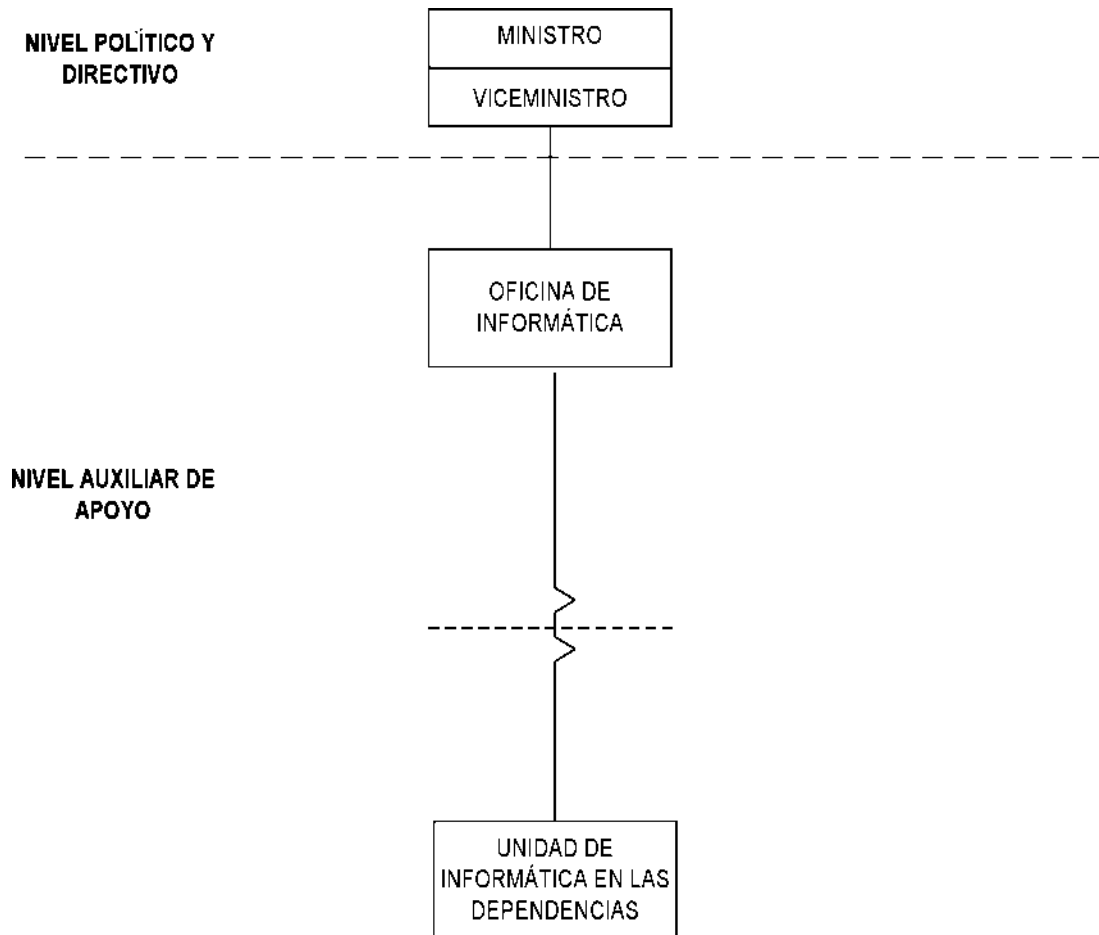 NIVEL POLÍTICO Y
DIRECTIVO
MINISTRO
VICEMINISTRO
OFICINA DE
INFORMÁTICA
NIVEL AUXILIAR DE
APOYO
UNIDAD DE
INFORMÁTICA EN LAS
DEPENDENCIAS